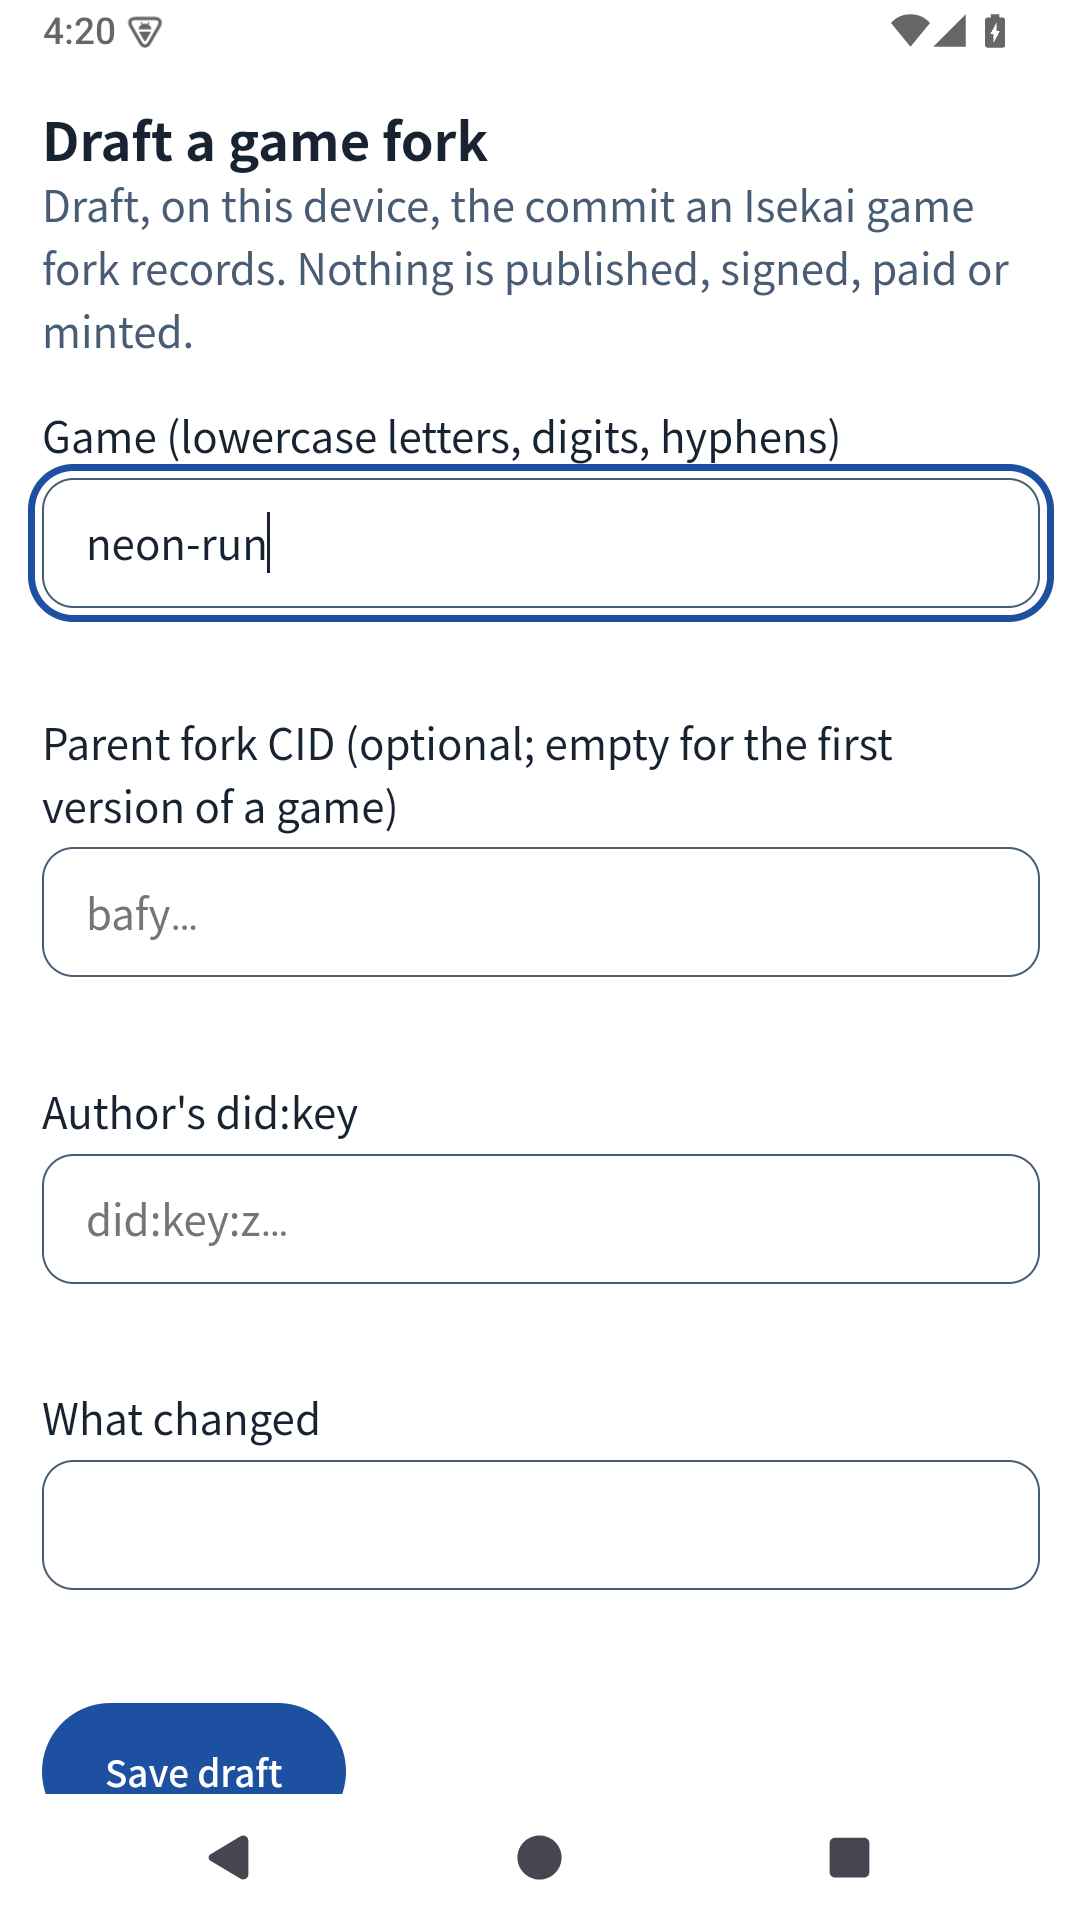 4:20
Draft a game fork
Draft, on this device, the commit an Isekai game
fork records. Nothing is published, signed, paid or
minted.
Game (lowercase letters, digits, hyphens)
neon-run
Parent fork CID (optional; empty for the first
version of a game)
bafy...
Author's did:key
did:key:z...
What changed
Save draft